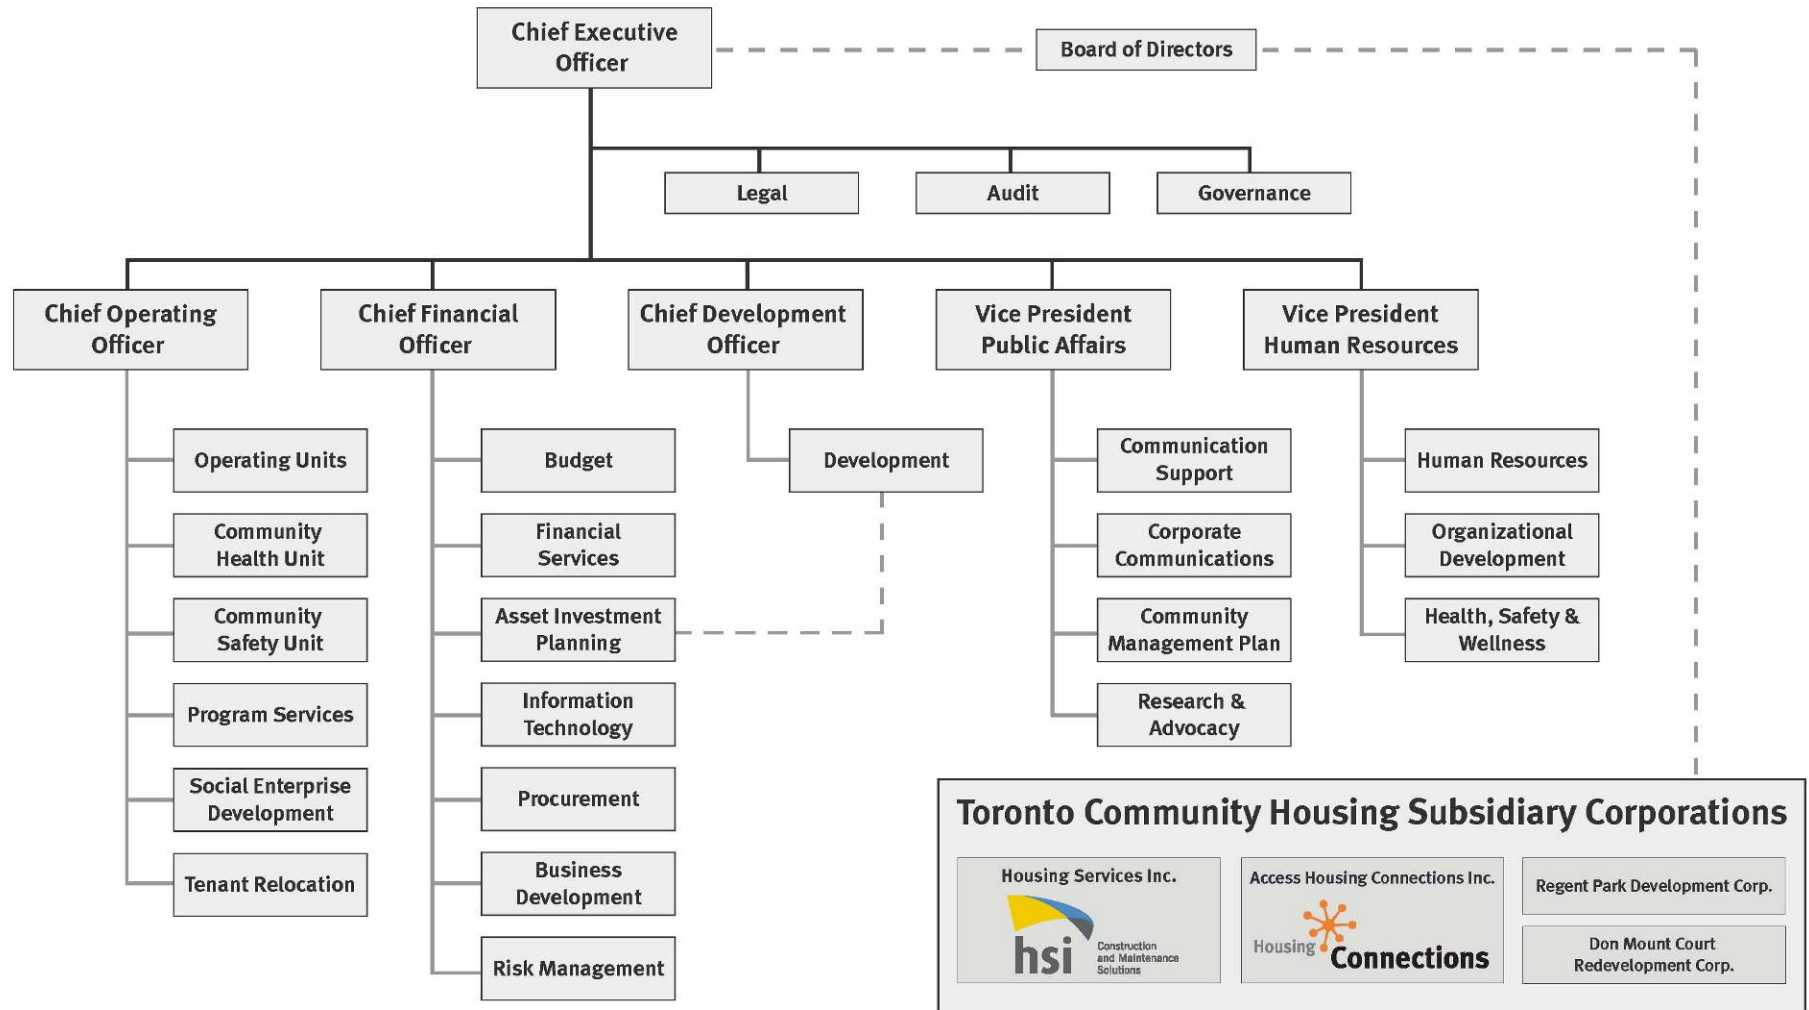 Chief Executive
Officer
Board of Directors
Legal
Audit
Governance
Chief Operating
Officer
Chief Financial
Officer
Chief Development
Officer
Vice President
Public Affairs
Vice President
Human Resources
Operating Units
Community
Health Unit
Community
Safety Unit
Program Services
Social Enterprise
Development
Tenant Relocation
Budget
Financial
Services
Asset Investment
Planning
Information
Technology
Procurement
Business
Development
Risk Management
Development
Communication
Support
Corporate
Communications
Community
Management Plan
Research &
Advocacy
Human Resources
Organizational
Development
Health, Safety &
Wellness
Toronto Community Housing Subsidiary Corporations
Housing Services Inc.
hsi
Construction
and Maintenance
Solutions
Access Housing Connections Inc.
Housing
Connections
Regent Park Development Corp.
Don Mount Court
Redevelopment Corp.